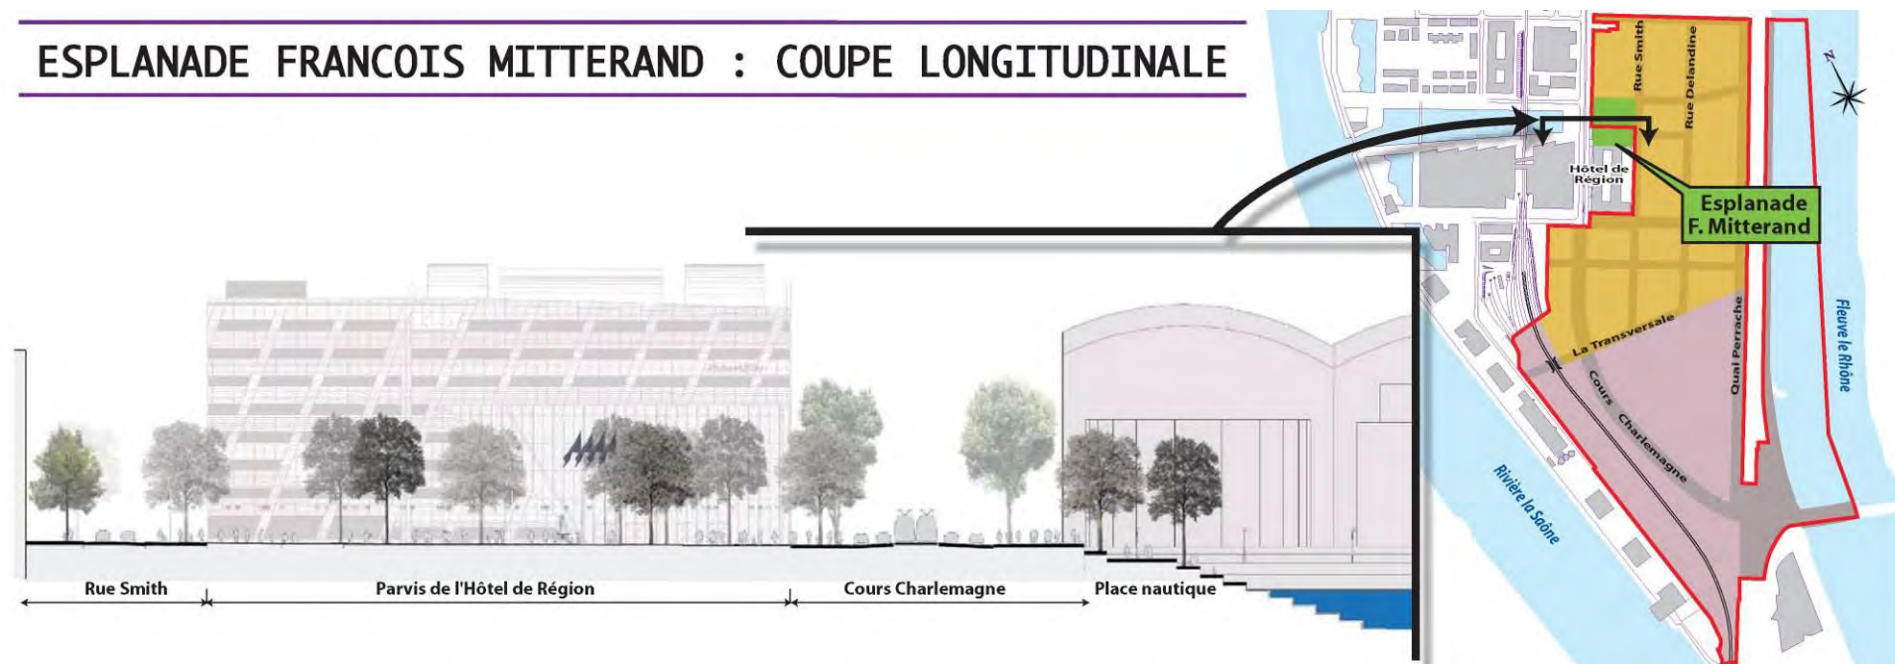 ESPLANADE FRANCOIS MITTERAND : COUPE LONGITUDINALE
Rue Smith
Rue Delandine
N
Hôtel de
Région
Esplanade
F. Mitterand
La Transversale
Quai Perrache
Fleuve le Rhône
Cours Charlemagne
Rivière la Saône
Rue Smith
Parvis de l'Hôtel de Région
Cours Charlemagne
Place nautique